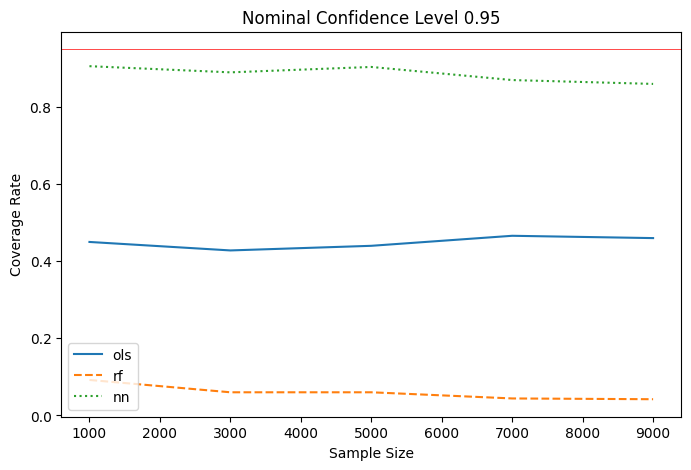 Nominal Confidence Level 0.95
Coverage Rate
0.8
0.6
0.4
0.2
0.0
ols
rf
nn
1000 2000 3000 4000 5000 6000 7000 8000 9000
Sample Size